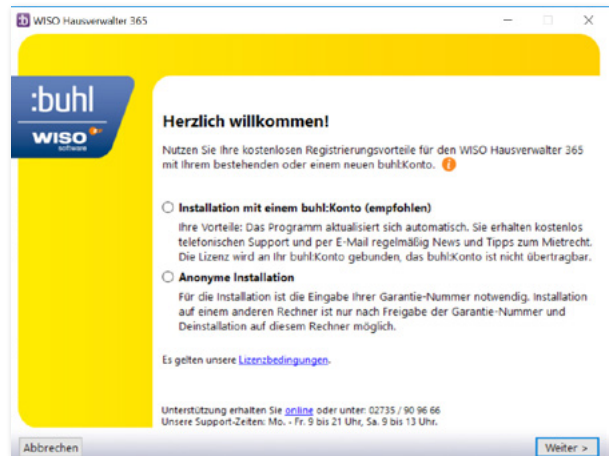 WISO Hausverwalter 365
:buhl
WISO
software
Herzlich willkommen!
Nutzen Sie Ihre kostenlosen Registrierungsvorteile für den WISO Hausverwalter 365
mit Ihrem bestehenden oder einem neuen buhl:Konto. i
Installation mit einem buhl:Konto (empfohlen)
Ihre Vorteile: Das Programm aktualisiert sich automatisch. Sie erhalten kostenlos
telefonischen Support und per E-Mail regelmäßig News und Tipps zum Mietrecht.
Die Lizenz wird an Ihr buhl:Konto gebunden, das buhl:Konto ist nicht übertragbar.
Anonyme Installation
Für die Installation ist die Eingabe Ihrer Garantie-Nummer notwendig. Installation
auf einem anderen Rechner ist nur nach Freigabe der Garantie-Nummer und
Deinstallation auf diesem Rechner möglich.
Es gelten unsere Lizenzbedingungen.
Unterstützung erhalten Sie online oder unter: 02735 / 90 96 66
Unsere Support-Zeiten: Mo. - Fr. 9 bis 21 Uhr, Sa. 9 bis 13 Uhr.
Abbrechen
Weiter >